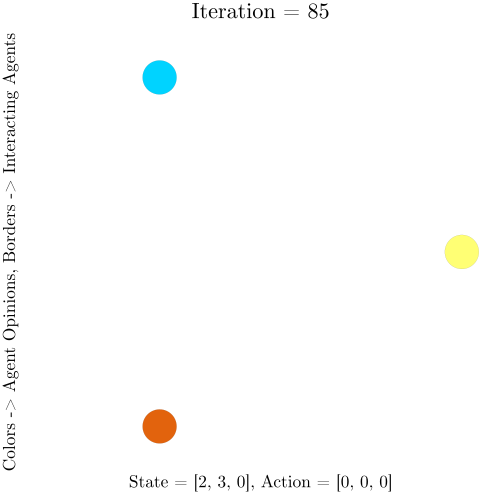 Iteration = 85
Colors -> Agent Opinions, Borders -> Interacting Agents
State = [2, 3, 0], Action = [0, 0, 0]